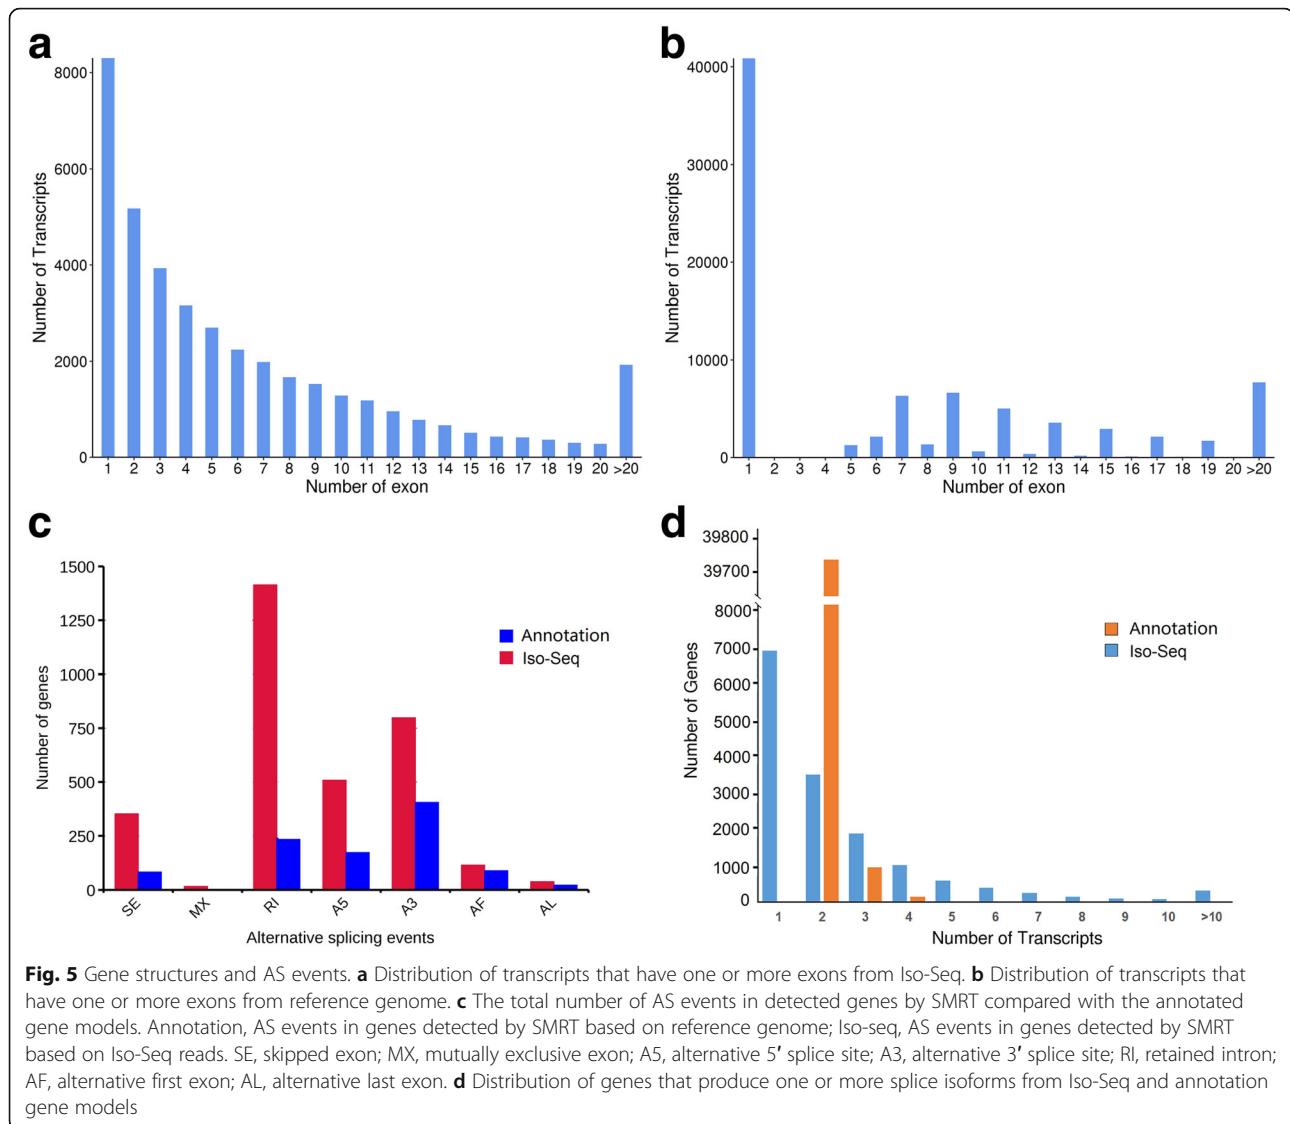 a
8000
6000
4000
2000
0
Number of Transcripts
1 2 3 4 5 6 7 8 9 10 11 12 13 14 15 16 17 18 19 20 >20
Number of exon
b
40000
30000
20000
10000
0
Number of Transcripts
1 2 3 4 5 6 7 8 9 10 11 12 13 14 15 16 17 18 19 20 >20
Number of exon
c
1500
1250
1000
750
500
250
0
Number of genes
Annotation
Iso-Seq
SE MX RI A5 A3 AF AL
Alternative splicing events
d
39800
39700
8000
7000
6000
5000
4000
3000
2000
1000
0
Number of Genes
Annotation
Iso-Seq
1 2 3 4 5 6 7 8 9 10 >10
Number of Transcripts
Fig. 5 Gene structures and AS events. a Distribution of transcripts that have one or more exons from Iso-Seq. b Distribution of transcripts that
have one or more exons from reference genome. c The total number of AS events in detected genes by SMRT compared with the annotated
gene models. Annotation, AS events in genes detected by SMRT based on reference genome; Iso-seq, AS events in genes detected by SMRT
based on Iso-Seq reads. SE, skipped exon; MX, mutually exclusive exon; A5, alternative 5′ splice site; A3, alternative 3′ splice site; RI, retained intron;
AF, alternative first exon; AL, alternative last exon. d Distribution of genes that produce one or more splice isoforms from Iso-Seq and annotation
gene models